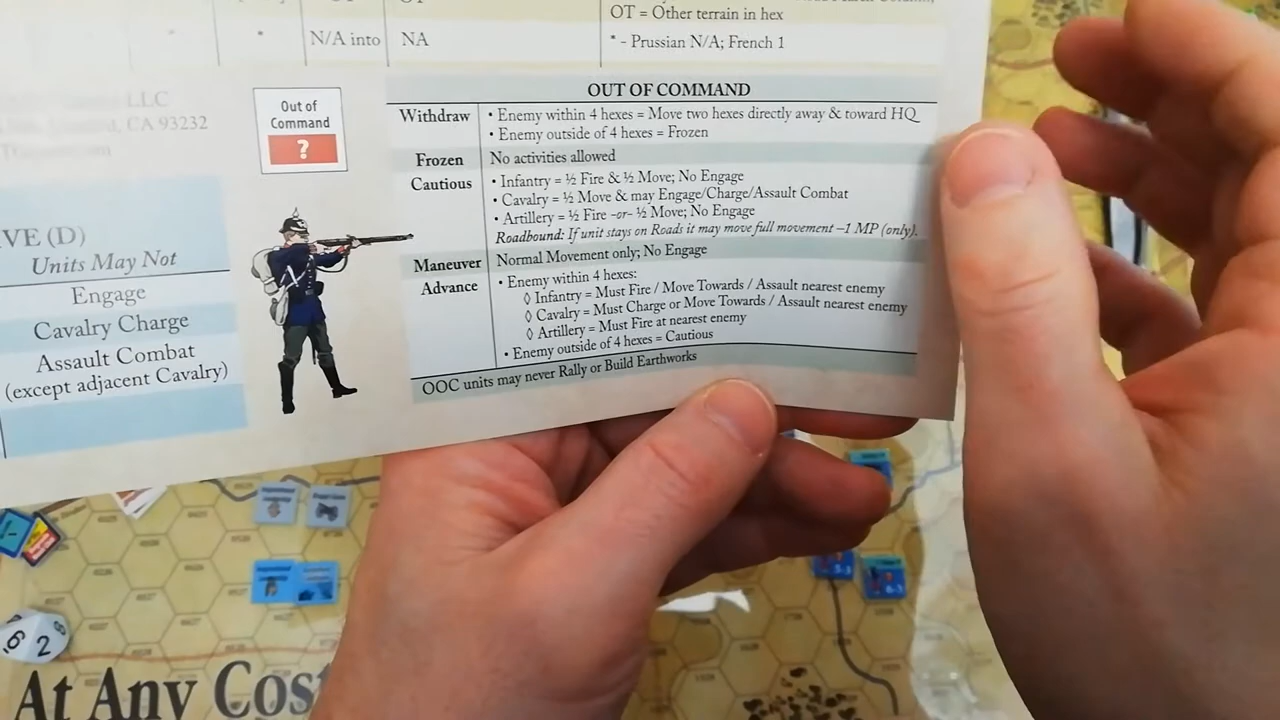 OT = Other terrain in hex
N/A into
NA
* - Prussian N/A; French 1
LLC
CA 93232
Out of
Command
?
OUT OF COMMAND
Withdraw
• Enemy within 4 hexes = Move two hexes directly away & toward HQ
• Enemy outside of 4 hexes = Frozen
Frozen
No activities allowed
Cautious
• Infantry = ½ Fire & ½ Move; No Engage
• Cavalry = ½ Move & may Engage/Charge/Assault Combat
• Artillery = ½ Fire -or- ½ Move; No Engage
Roadbound: If unit stays on Roads it may move full movement –1 MP (only).
Maneuver
Normal Movement only; No Engage
Advance
• Enemy within 4 hexes:
◊ Infantry = Must Fire / Move Towards / Assault nearest enemy
◊ Cavalry = Must Charge or Move Towards / Assault nearest enemy
◊ Artillery = Must Fire at nearest enemy
• Enemy outside of 4 hexes = Cautious
OOC units may never Rally or Build Earthworks
VE (D)
Units May Not
Engage
Cavalry Charge
Assault Combat
(except adjacent Cavalry)
6 2
At Any Cos